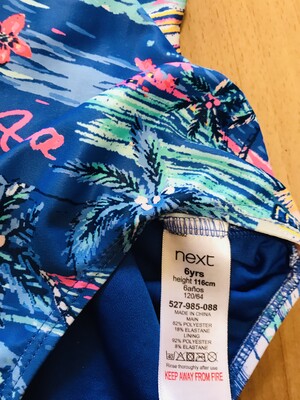 next
6yrs
height 116cm
6años
120/64
527-985-088
MADE IN CHINA
MAIN
82% POLYESTER
18% ELASTANE
LINING
92% POLYESTER
8% ELASTANE
Rinse thoroughly after use
KEEP AWAY FROM FIRE